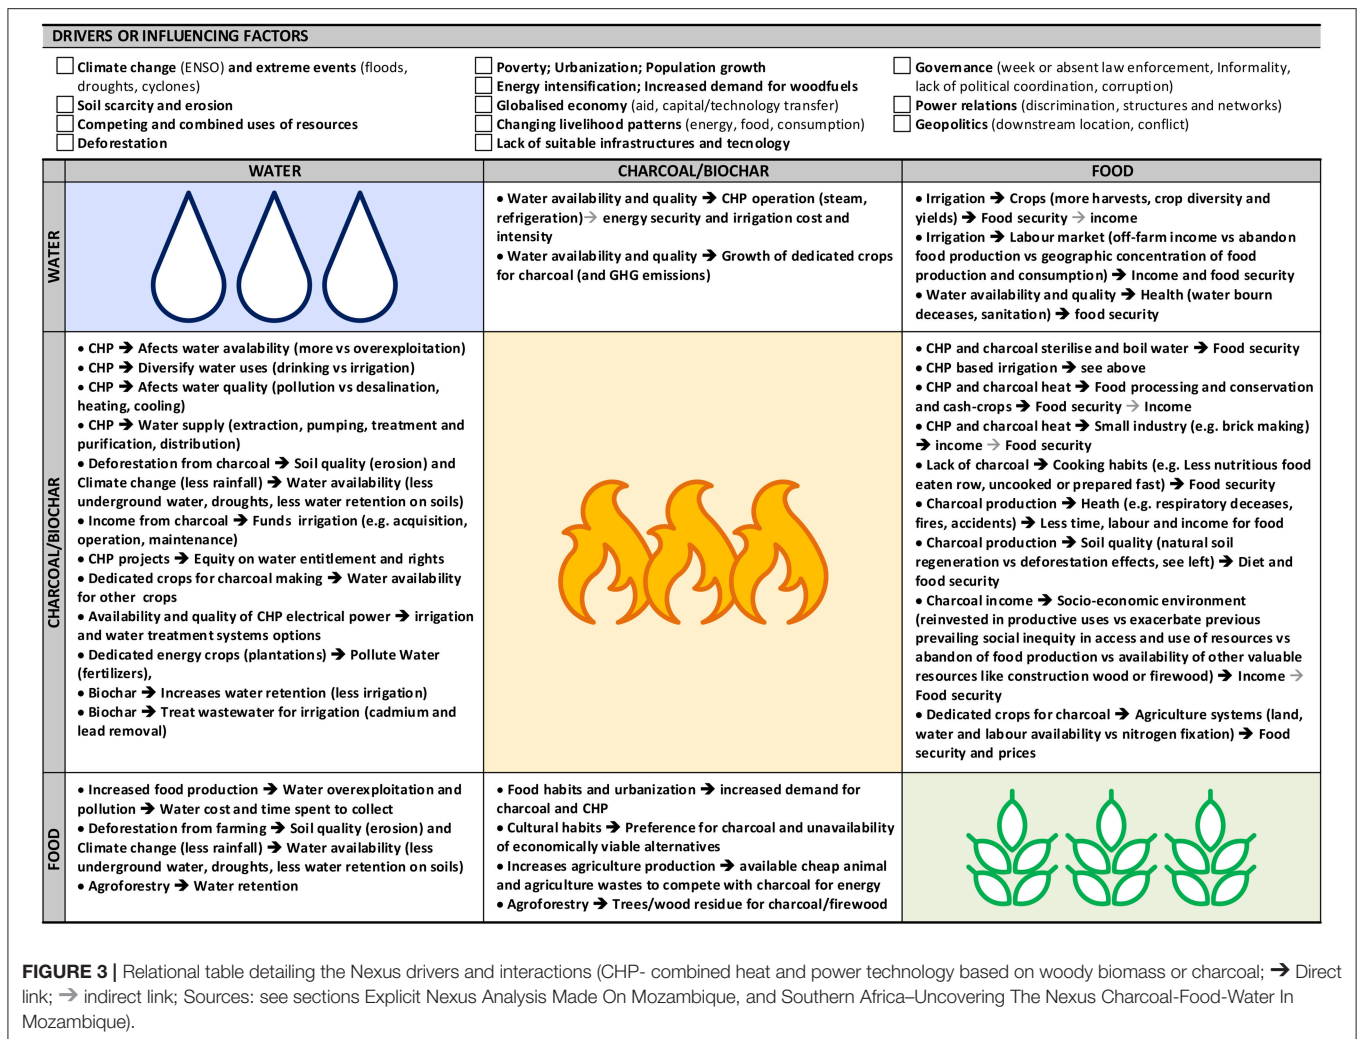 DRIVERS OR INFLUENCING FACTORS
Climate change (ENSO) and extreme events (floods,
droughts, cyclones)
Soil scarcity and erosion
Competing and combined uses of resources
Deforestation
Poverty; Urbanization; Population growth
Energy intensification; Increased demand for woodfuels
Globalised economy (aid, capital/technology transfer)
Changing livelihood patterns (energy, food, consumption)
Lack of suitable infrastructures and tecnology
Governance (week or absent law enforcement, Informality,
lack of political coordination, corruption)
Power relations (discrimination, structures and networks)
Geopolitics (downstream location, conflict)
WATER
CHARCOAL/BIOCHAR
FOOD
WATER
• Water availability and quality ➔ CHP operation (steam,
refrigeration)→ energy security and irrigation cost and
intensity
• Water availability and quality ➔ Growth of dedicated crops
for charcoal (and GHG emissions)
• Irrigation ➔ Crops (more harvests, crop diversity and
yields) ➔ Food security → income
• Irrigation ➔ Labour market (off-farm income vs abandon
food production vs geographic concentration of food
production and consumption) ➔ Income and food security
• Water availability and quality ➔ Health (water bourn
deceases, sanitation) ➔ food security
CHARCOAL/BIOCHAR
• CHP ➔ Afects water avalability (more vs overexploitation)
• CHP ➔ Diversify water uses (drinking vs irrigation)
• CHP ➔ Afects water quality (pollution vs desalination,
heating, cooling)
• CHP ➔ Water supply (extraction, pumping, treatment and
purification, distribution)
• Deforestation from charcoal ➔ Soil quality (erosion) and
Climate change (less rainfall) ➔ Water availability (less
underground water, droughts, less water retention on soils)
• Income from charcoal ➔ Funds irrigation (e.g. acquisition,
operation, maintenance)
• CHP projects ➔ Equity on water entitlement and rights
• Dedicated crops for charcoal making ➔ Water availability
for other crops
• Availability and quality of CHP electrical power ➔ irrigation
and water treatment systems options
• Dedicated energy crops (plantations) ➔ Pollute Water
(fertilizers),
• Biochar ➔ Increases water retention (less irrigation)
• Biochar ➔ Treat wastewater for irrigation (cadmium and
lead removal)
• CHP and charcoal sterilise and boil water ➔ Food security
• CHP based irrigation ➔ see above
• CHP and charcoal heat ➔ Food processing and conservation
and cash-crops ➔ Food security → Income
• CHP and charcoal heat ➔ Small industry (e.g. brick making)
➔ income → Food security
• Lack of charcoal ➔ Cooking habits (e.g. Less nutritious food
eaten row, uncooked or prepared fast) ➔ Food security
• Charcoal production ➔ Heath (e.g. respiratory deceases,
fires, accidents) ➔ Less time, labour and income for food
• Charcoal production ➔ Soil quality (natural soil
regeneration vs deforestation effects, see left) ➔ Diet and
food security
• Charcoal income ➔ Socio-economic environment
(reinvested in productive uses vs exacerbate previous
prevailing social inequity in access and use of resources vs
abandon of food production vs availability of other valuable
resources like construction wood or firewood) ➔ Income →
Food security
• Dedicated crops for charcoal ➔ Agriculture systems (land,
water and labour availability vs nitrogen fixation) ➔ Food
security and prices
FOOD
• Increased food production ➔ Water overexploitation and
pollution ➔ Water cost and time spent to collect
• Deforestation from farming ➔ Soil quality (erosion) and
Climate change (less rainfall) ➔ Water availability (less
underground water, droughts, less water retention on soils)
• Agroforestry ➔ Water retention
• Food habits and urbanization ➔ increased demand for
charcoal and CHP
• Cultural habits ➔ Preference for charcoal and unavailability
of economically viable alternatives
• Increases agriculture production ➔ available cheap animal
and agriculture wastes to compete with charcoal for energy
• Agroforestry ➔ Trees/wood residue for charcoal/firewood
FIGURE 3 | Relational table detailing the Nexus drivers and interactions (CHP- combined heat and power technology based on woody biomass or charcoal; ➔ Direct
link; → indirect link; Sources: see sections Explicit Nexus Analysis Made On Mozambique, and Southern Africa–Uncovering The Nexus Charcoal-Food-Water In
Mozambique).